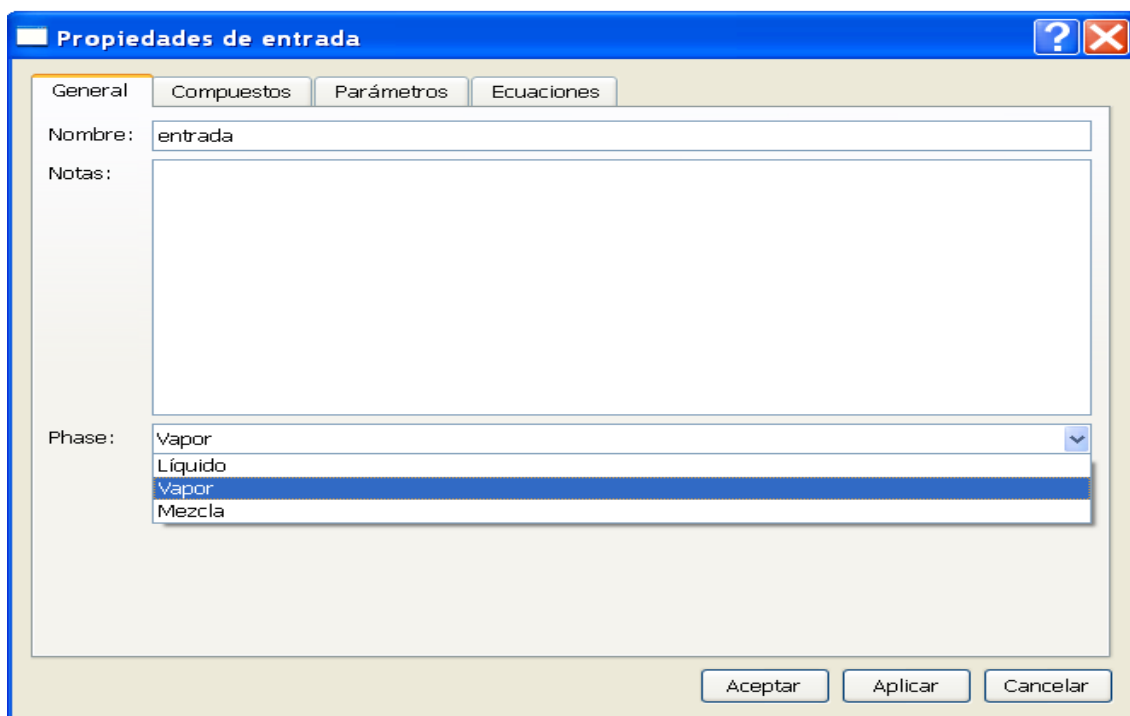 Propiedades de entrada
General Compuestos Parámetros Ecuaciones
Nombre: entrada
Notas:
Phase: Vapor
Líquido
Vapor
Mezcla
Aceptar Aplicar Cancelar